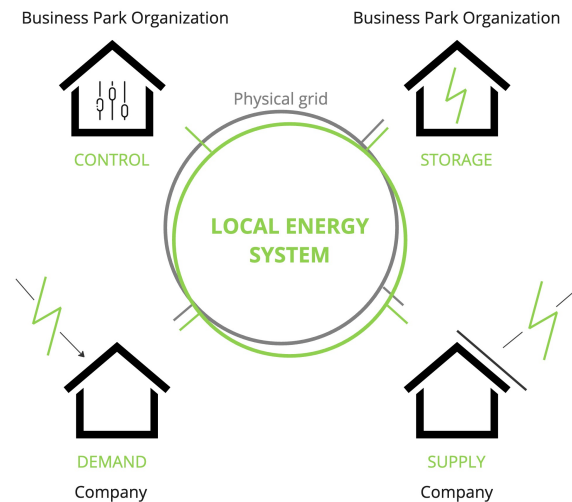 Business Park Organization
Business Park Organization
Physical grid
CONTROL
STORAGE
LOCAL ENERGY
SYSTEM
DEMAND
SUPPLY
Company
Company